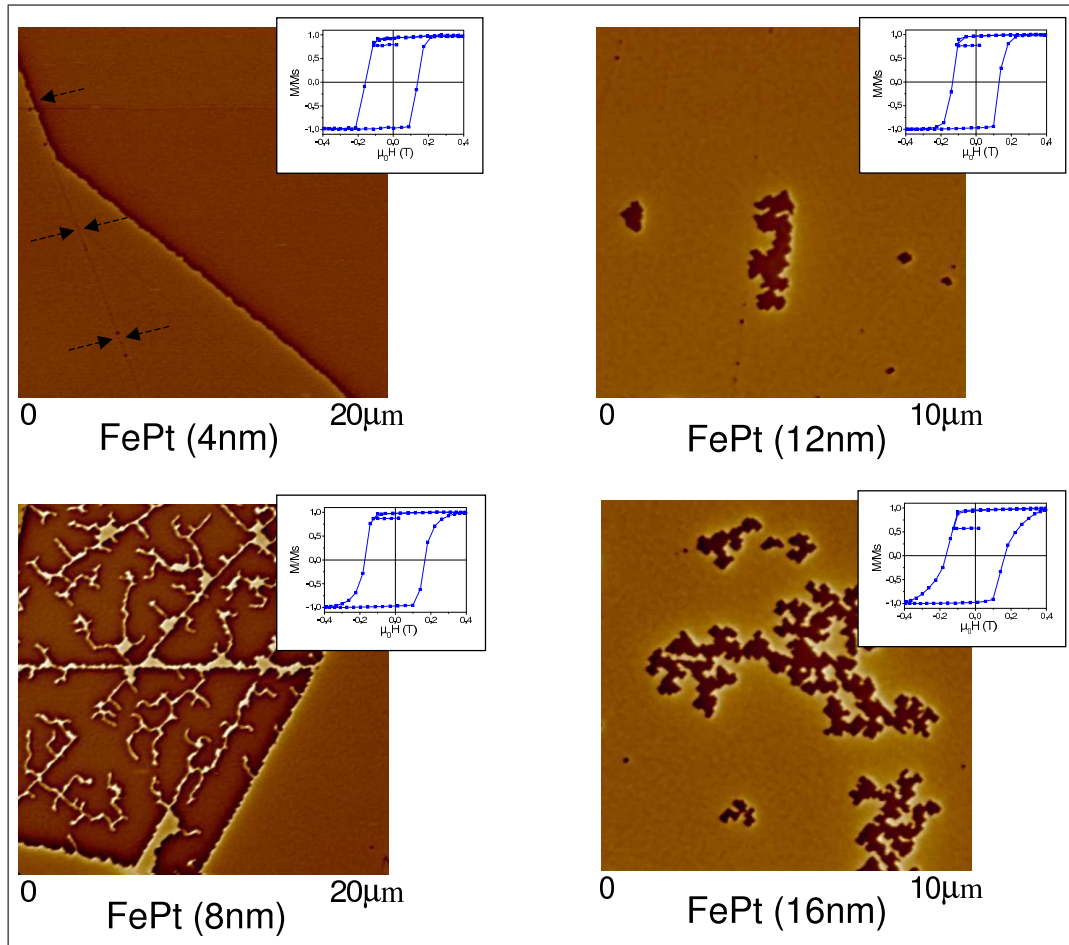 1,0
0,5
0,0
-0,5
-1,0
M/Ms
-0,4 -0,2 0,0 0,2 0,4
μ₀H (T)
0 20μm
FePt (4nm)
1,0
0,5
0,0
-0,5
-1,0
M/Ms
-0,4 -0,2 0,0 0,2 0,4
μ₀H (T)
0 10μm
FePt (12nm)
1,0
0,5
0,0
-0,5
-1,0
M/Ms
-0,4 -0,2 0,0 0,2 0,4
μ₀H (T)
0 20μm
FePt (8nm)
1,0
0,5
0,0
-0,5
-1,0
M/Ms
-0,4 -0,2 0,0 0,2 0,4
μ₀H (T)
0 10μm
FePt (16nm)